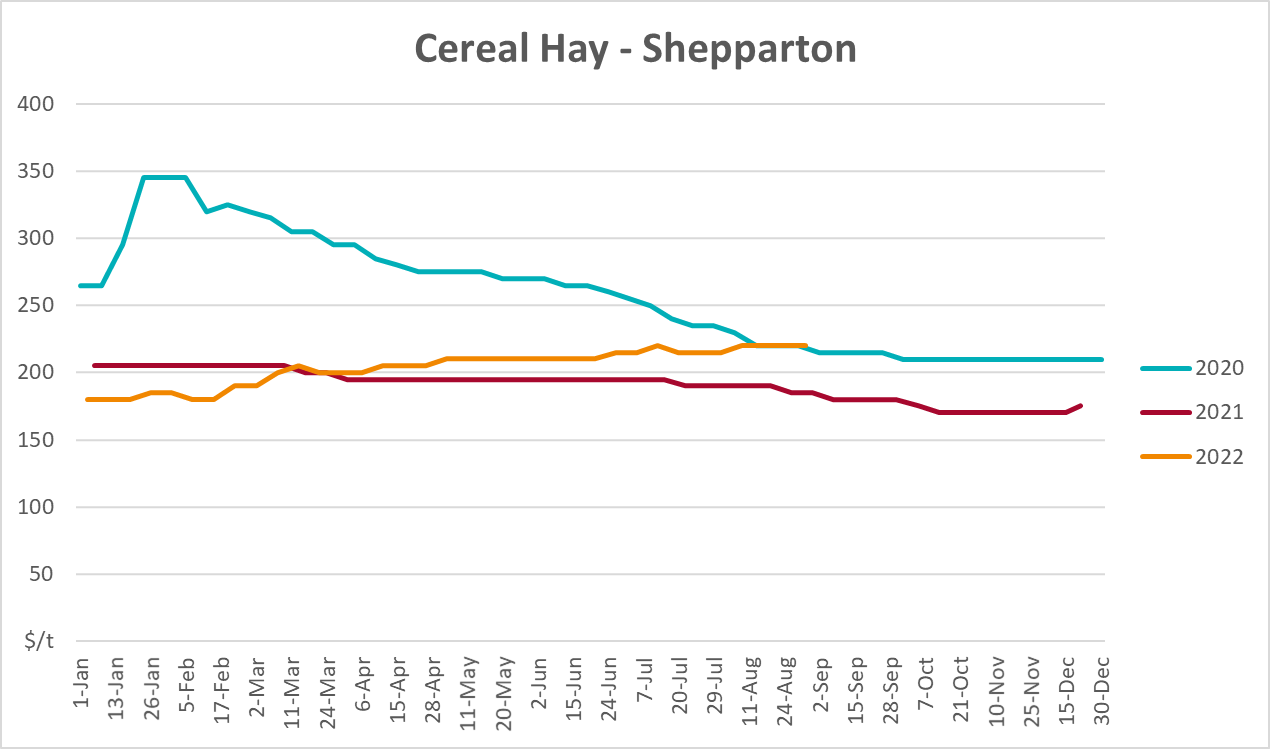 Cereal Hay - Shepparton
400
350
300
250
200
150
100
50
$/t
1-Jan
13-Jan
26-Jan
5-Feb
17-Feb
2-Mar
11-Mar
24-Mar
6-Apr
15-Apr
28-Apr
11-May
20-May
2-Jun
15-Jun
24-Jun
7-Jul
20-Jul
29-Jul
11-Aug
24-Aug
2-Sep
15-Sep
28-Sep
7-Oct
21-Oct
10-Nov
25-Nov
15-Dec
30-Dec
2020
2021
2022